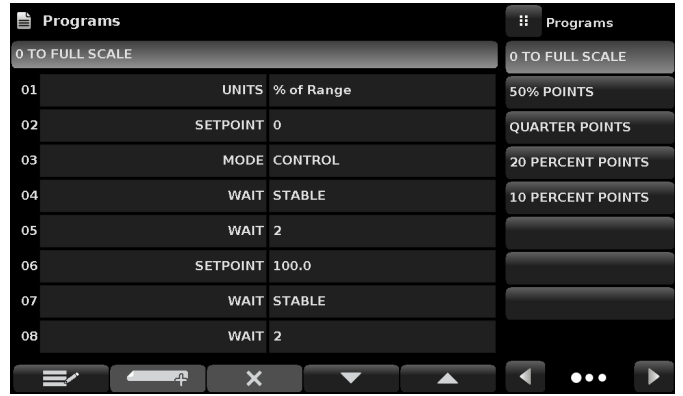 Programs
0 TO FULL SCALE
01 UNITS % of Range
02 SETPOINT 0
03 MODE CONTROL
04 WAIT STABLE
05 WAIT 2
06 SETPOINT 100.0
07 WAIT STABLE
08 WAIT 2
Programs
0 TO FULL SCALE
50% POINTS
QUARTER POINTS
20 PERCENT POINTS
10 PERCENT POINTS